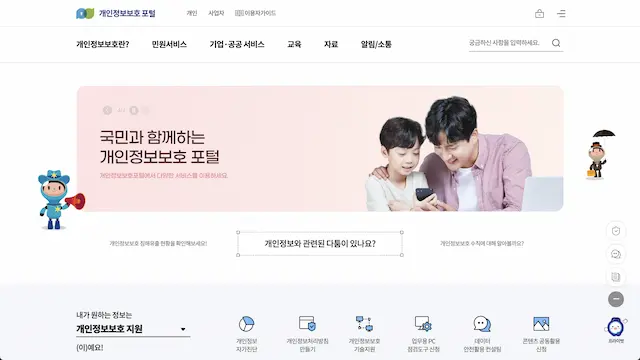 개인정보보호 포털
개인 사업자 이용자가이드
개인정보보호란? 민원서비스 기업·공공 서비스 교육 자료 알림/소통
궁금하신 사항을 입력하세요.
국민과 함께하는
개인정보보호 포털
개인정보보호포털에서 다양한 서비스를 이용하세요.
개인정보보호 침해유출 현황을 확인해보세요!
개인정보와 관련된 다툼이 있나요?
개인정보보호 수칙에 대해 알아볼까요?
내가 원하는 정보는
개인정보보호 지원
(이)예요!
개인정보
자가진단
개인정보처리방침
만들기
개인정보보호
기술지원
업무용 PC
점검도구 신청
데이터
안전활용 컨설팅
콘텐츠 공동활용
신청
프라이봇